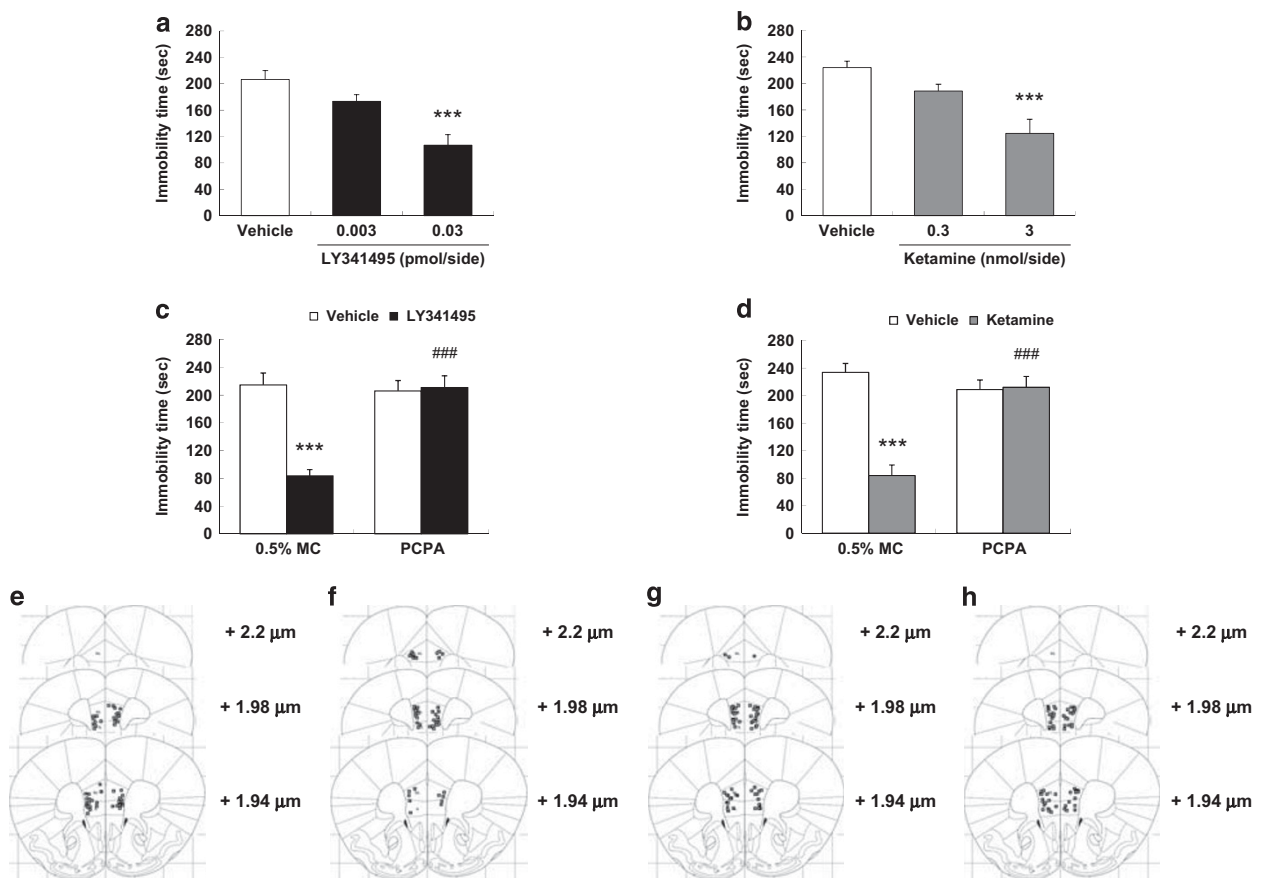 a
280
240
200
160
120
80
40
0
Immobility time (sec)
***
Vehicle 0.003 0.03
LY341495 (pmol/side)
b
280
240
200
160
120
80
40
0
Immobility time (sec)
***
Vehicle 0.3 3
Ketamine (nmol/side)
c
Vehicle LY341495
280
240
200
160
120
80
40
0
Immobility time (sec)
***
###
0.5% MC PCPA
d
Vehicle Ketamine
280
240
200
160
120
80
40
0
Immobility time (sec)
***
###
0.5% MC PCPA
e
+ 2.2 µm
+ 1.98 µm
+ 1.94 µm
f
+ 2.2 µm
+ 1.98 µm
+ 1.94 µm
g
+ 2.2 µm
+ 1.98 µm
+ 1.94 µm
h
+ 2.2 µm
+ 1.98 µm
+ 1.94 µm